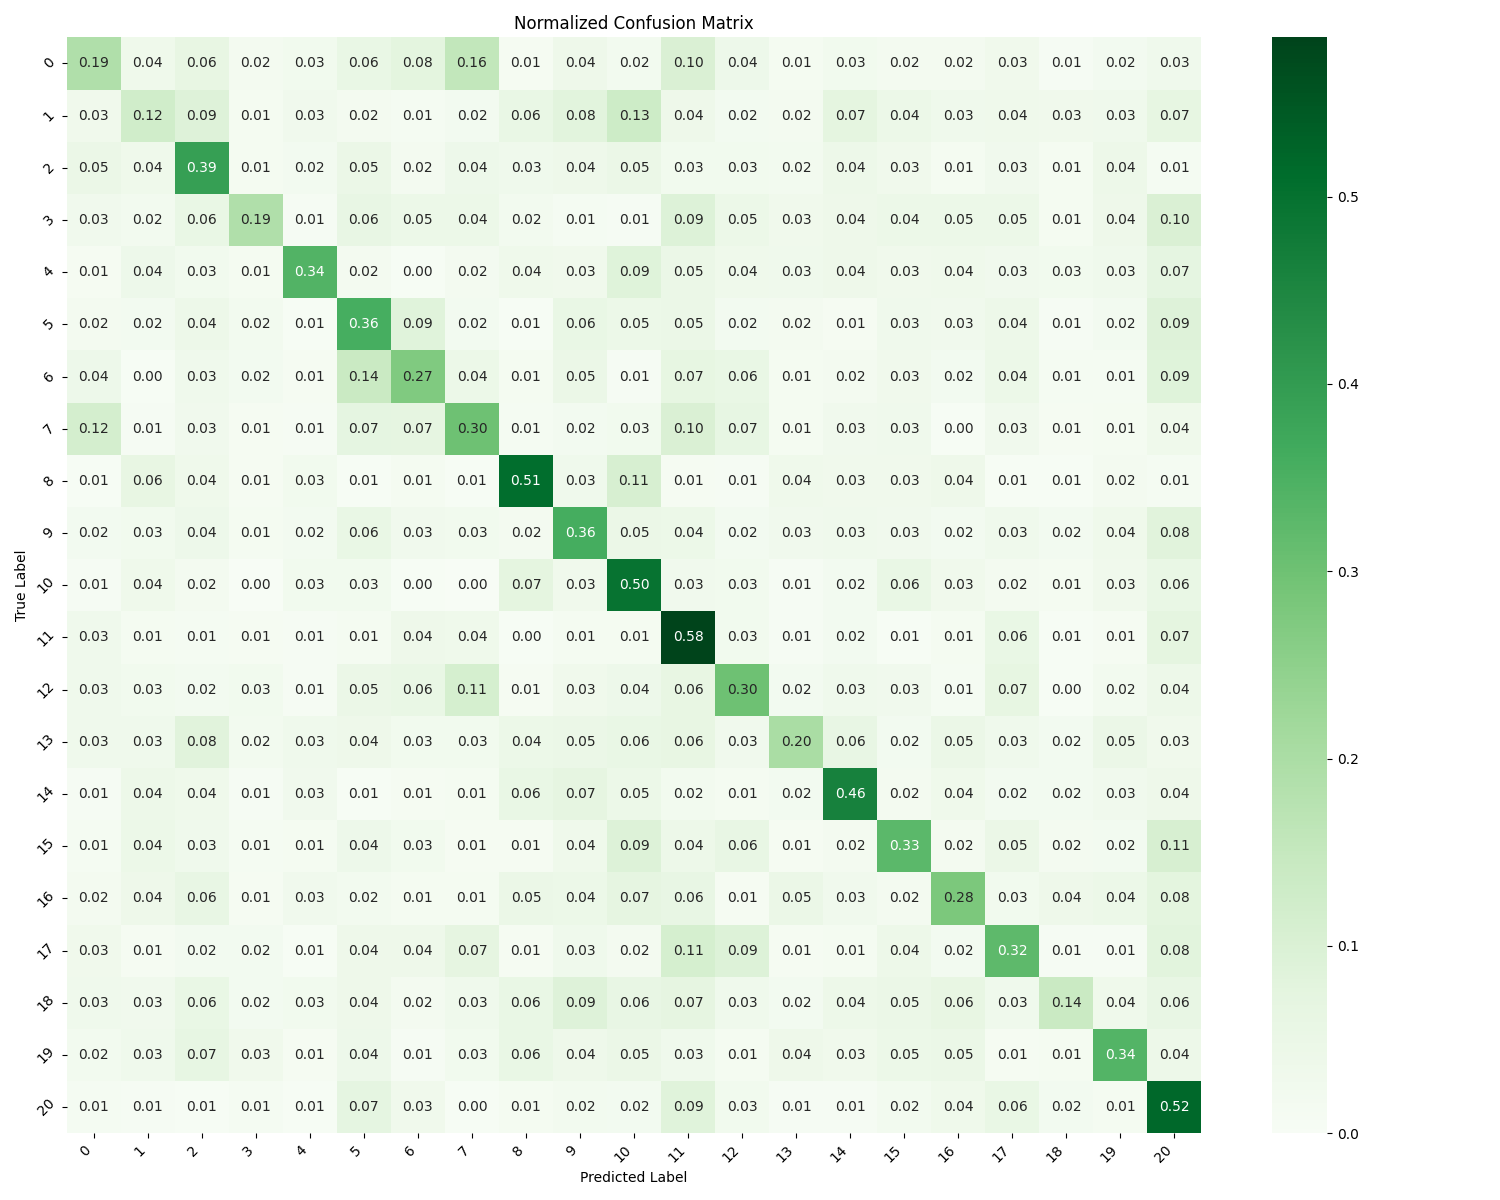 Normalized Confusion Matrix
0 0.19 0.04 0.06 0.02 0.03 0.06 0.08 0.16 0.01 0.04 0.02 0.10 0.04 0.01 0.03 0.02 0.02 0.03 0.01 0.02 0.03
1 0.03 0.12 0.09 0.01 0.03 0.02 0.01 0.02 0.06 0.08 0.13 0.04 0.02 0.02 0.07 0.04 0.03 0.04 0.03 0.03 0.07
2 0.05 0.04 0.39 0.01 0.02 0.05 0.02 0.04 0.03 0.04 0.05 0.03 0.03 0.02 0.04 0.03 0.01 0.03 0.01 0.04 0.01
3 0.03 0.02 0.06 0.19 0.01 0.06 0.05 0.04 0.02 0.01 0.01 0.09 0.05 0.03 0.04 0.04 0.05 0.05 0.01 0.04 0.10
4 0.01 0.04 0.03 0.01 0.34 0.02 0.00 0.02 0.04 0.03 0.09 0.05 0.04 0.03 0.04 0.03 0.04 0.03 0.03 0.03 0.07
5 0.02 0.02 0.04 0.02 0.01 0.36 0.09 0.02 0.01 0.06 0.05 0.05 0.02 0.02 0.01 0.03 0.03 0.04 0.01 0.02 0.09
6 0.04 0.00 0.03 0.02 0.01 0.14 0.27 0.04 0.01 0.05 0.01 0.07 0.06 0.01 0.02 0.03 0.02 0.04 0.01 0.01 0.09
7 0.12 0.01 0.03 0.01 0.01 0.07 0.07 0.30 0.01 0.02 0.03 0.10 0.07 0.01 0.03 0.03 0.00 0.03 0.01 0.01 0.04
8 0.01 0.06 0.04 0.01 0.03 0.01 0.01 0.01 0.51 0.03 0.11 0.01 0.01 0.04 0.03 0.03 0.04 0.01 0.01 0.02 0.01
9 0.02 0.03 0.04 0.01 0.02 0.06 0.03 0.03 0.02 0.36 0.05 0.04 0.02 0.03 0.03 0.03 0.02 0.03 0.02 0.04 0.08
10 0.01 0.04 0.02 0.00 0.03 0.03 0.00 0.00 0.07 0.03 0.50 0.03 0.03 0.01 0.02 0.06 0.03 0.02 0.01 0.03 0.06
11 0.03 0.01 0.01 0.01 0.01 0.01 0.04 0.04 0.00 0.01 0.01 0.58 0.03 0.01 0.02 0.01 0.01 0.06 0.01 0.01 0.07
12 0.03 0.03 0.02 0.03 0.01 0.05 0.06 0.11 0.01 0.03 0.04 0.06 0.30 0.02 0.03 0.03 0.01 0.07 0.00 0.02 0.04
13 0.03 0.03 0.08 0.02 0.03 0.04 0.03 0.03 0.04 0.05 0.06 0.06 0.03 0.20 0.06 0.02 0.05 0.03 0.02 0.05 0.03
14 0.01 0.04 0.04 0.01 0.03 0.01 0.01 0.01 0.06 0.07 0.05 0.02 0.01 0.02 0.46 0.02 0.04 0.02 0.02 0.03 0.04
15 0.01 0.04 0.03 0.01 0.01 0.04 0.03 0.01 0.01 0.04 0.09 0.04 0.06 0.01 0.02 0.33 0.02 0.05 0.02 0.02 0.11
16 0.02 0.04 0.06 0.01 0.03 0.02 0.01 0.01 0.05 0.04 0.07 0.06 0.01 0.05 0.03 0.02 0.28 0.03 0.04 0.04 0.08
17 0.03 0.01 0.02 0.02 0.01 0.04 0.04 0.07 0.01 0.03 0.02 0.11 0.09 0.01 0.01 0.04 0.02 0.32 0.01 0.01 0.08
18 0.03 0.03 0.06 0.02 0.03 0.04 0.02 0.03 0.06 0.09 0.06 0.07 0.03 0.02 0.04 0.05 0.06 0.03 0.14 0.04 0.06
19 0.02 0.03 0.07 0.03 0.01 0.04 0.01 0.03 0.06 0.04 0.05 0.03 0.01 0.04 0.03 0.05 0.05 0.01 0.01 0.34 0.04
20 0.01 0.01 0.01 0.01 0.01 0.07 0.03 0.00 0.01 0.02 0.02 0.09 0.03 0.01 0.01 0.02 0.04 0.06 0.02 0.01 0.52
0 1 2 3 4 5 6 7 8 9 10 11 12 13 14 15 16 17 18 19 20
Predicted Label
True Label
0.5
0.4
0.3
0.2
0.1
0.0